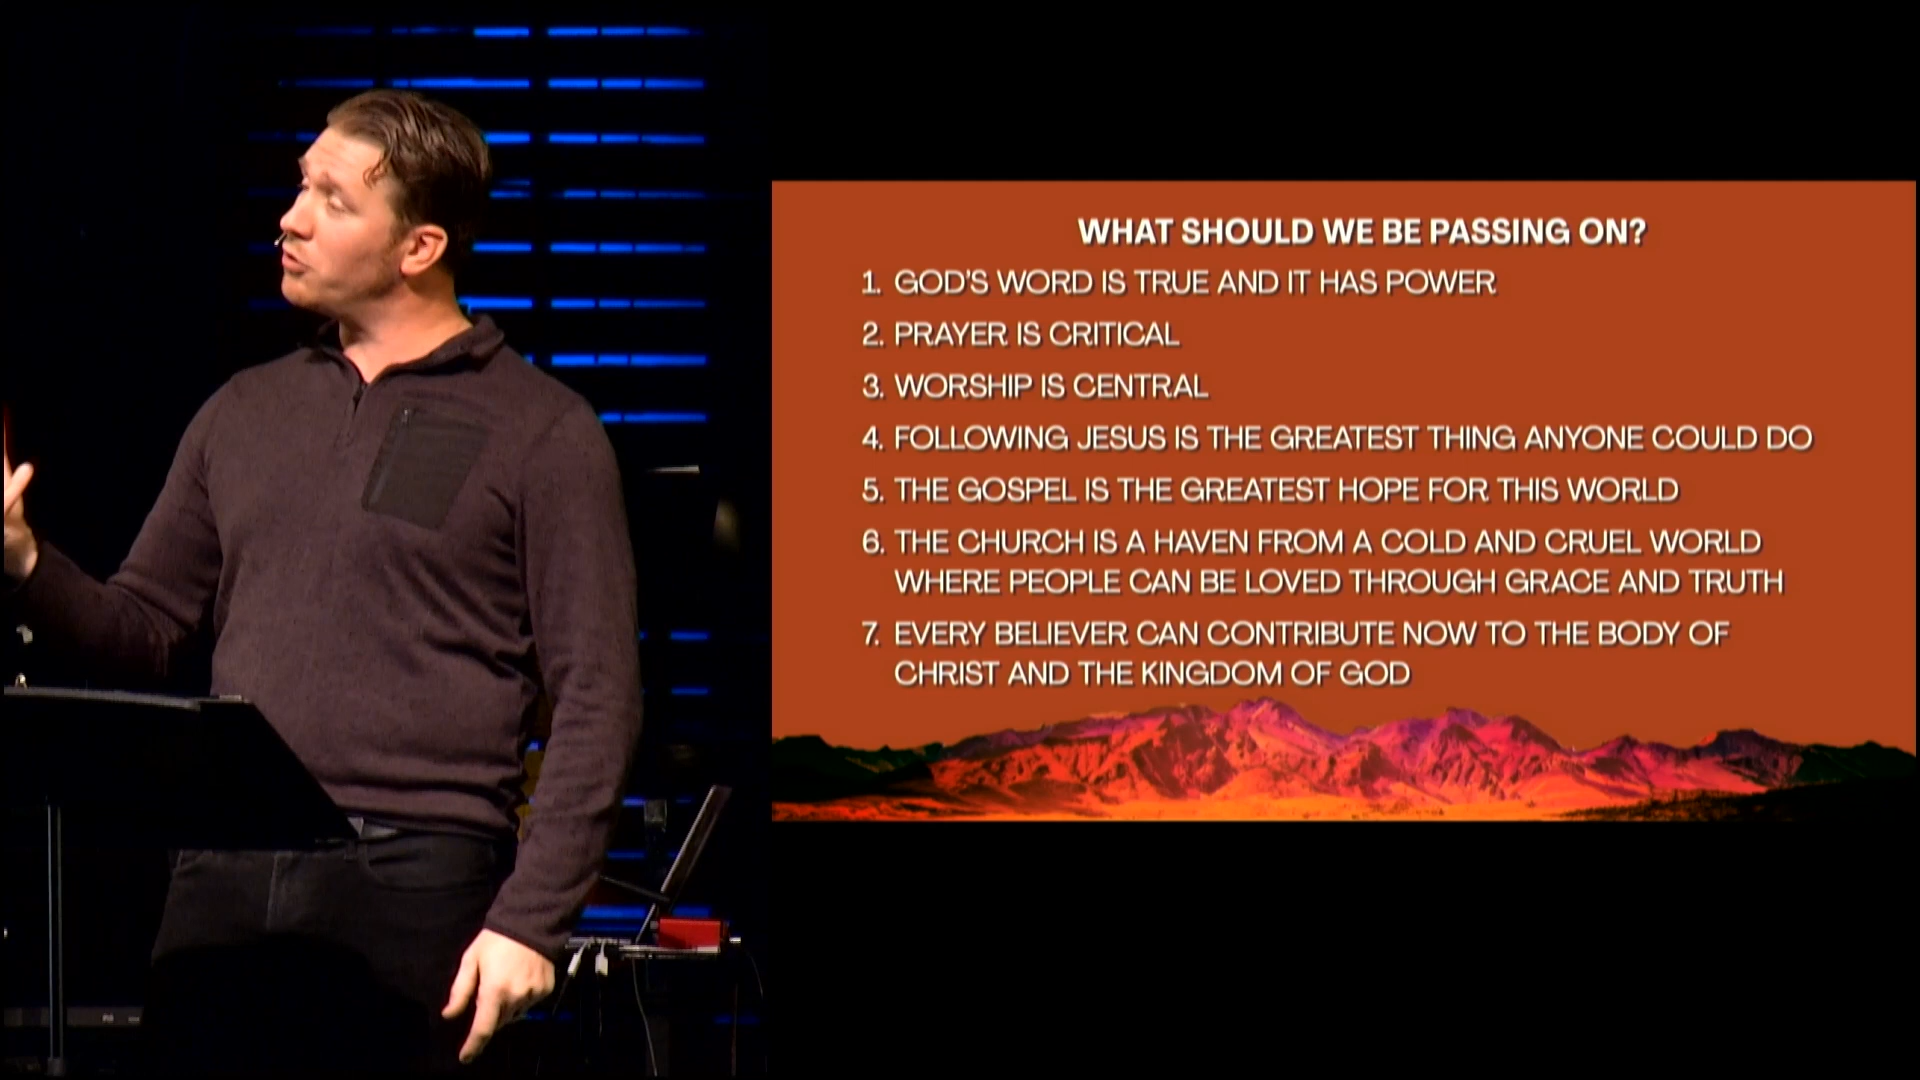 WHAT SHOULD WE BE PASSING ON?
1. GOD'S WORD IS TRUE AND IT HAS POWER
2. PRAYER IS CRITICAL
3. WORSHIP IS CENTRAL
4. FOLLOWING JESUS IS THE GREATEST THING ANYONE COULD DO
5. THE GOSPEL IS THE GREATEST HOPE FOR THIS WORLD
6. THE CHURCH IS A HAVEN FROM A COLD AND CRUEL WORLD
WHERE PEOPLE CAN BE LOVED THROUGH GRACE AND TRUTH
7. EVERY BELIEVER CAN CONTRIBUTE NOW TO THE BODY OF
CHRIST AND THE KINGDOM OF GOD